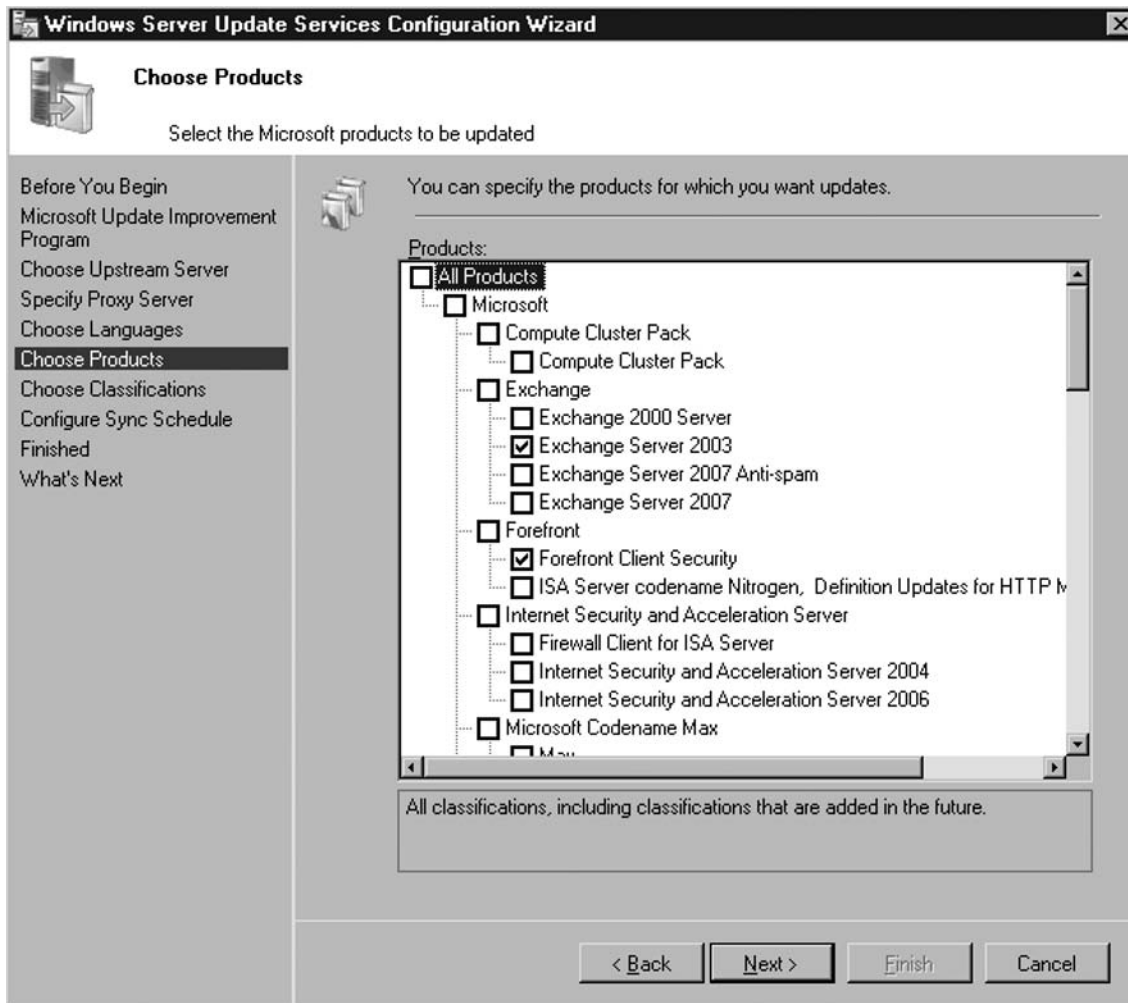 Windows Server Update Services Configuration Wizard
Choose Products
Select the Microsoft products to be updated
Before You Begin
Microsoft Update Improvement
Program
Choose Upstream Server
Specify Proxy Server
Choose Languages
Choose Products
Choose Classifications
Configure Sync Schedule
Finished
What's Next
You can specify the products for which you want updates.
Products:
All Products
Microsoft
Compute Cluster Pack
Compute Cluster Pack
Exchange
Exchange 2000 Server
Exchange Server 2003
Exchange Server 2007 Anti-spam
Exchange Server 2007
Forefront
Forefront Client Security
ISA Server codename Nitrogen, Definition Updates for HTTP M
Internet Security and Acceleration Server
Firewall Client for ISA Server
Internet Security and Acceleration Server 2004
Internet Security and Acceleration Server 2006
Microsoft Codename Max
Max
All classifications, including classifications that are added in the future.
< Back
Next >
Finish
Cancel